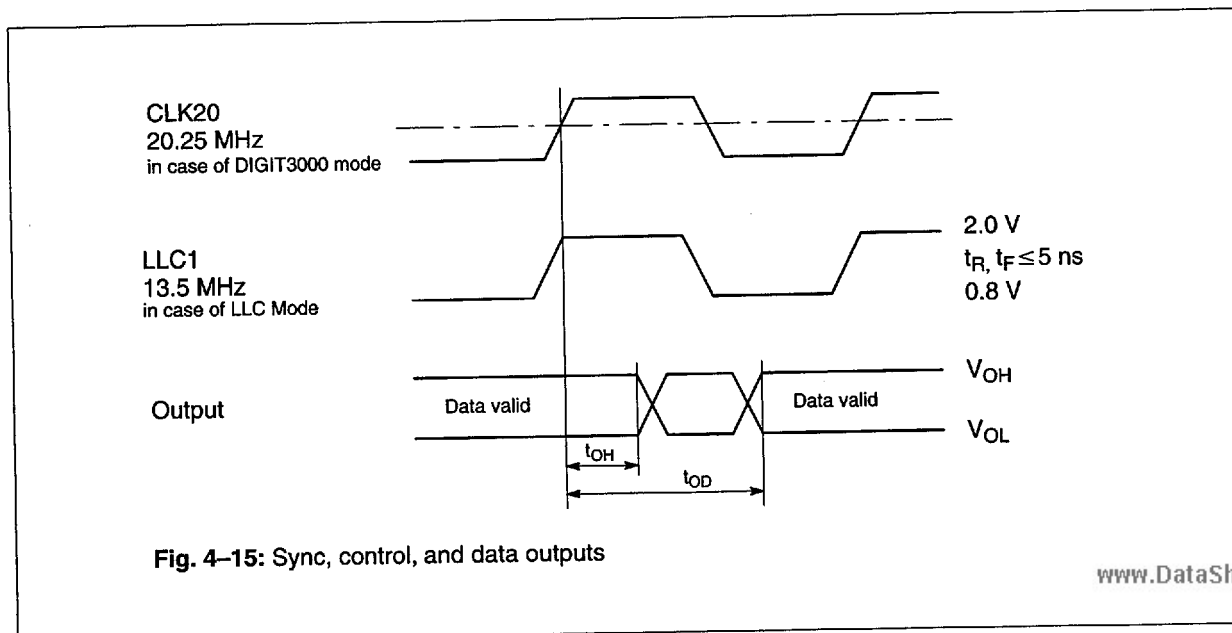 CLK20
20.25 MHz
in case of DIGIT3000 mode
LLC1
13.5 MHz
in case of LLC Mode
2.0 V
tR, tF ≤ 5 ns
0.8 V
Output
Data valid
Data valid
VOH
VOL
tOH
tOD
Fig. 4–15: Sync, control, and data outputs
www.DataSh